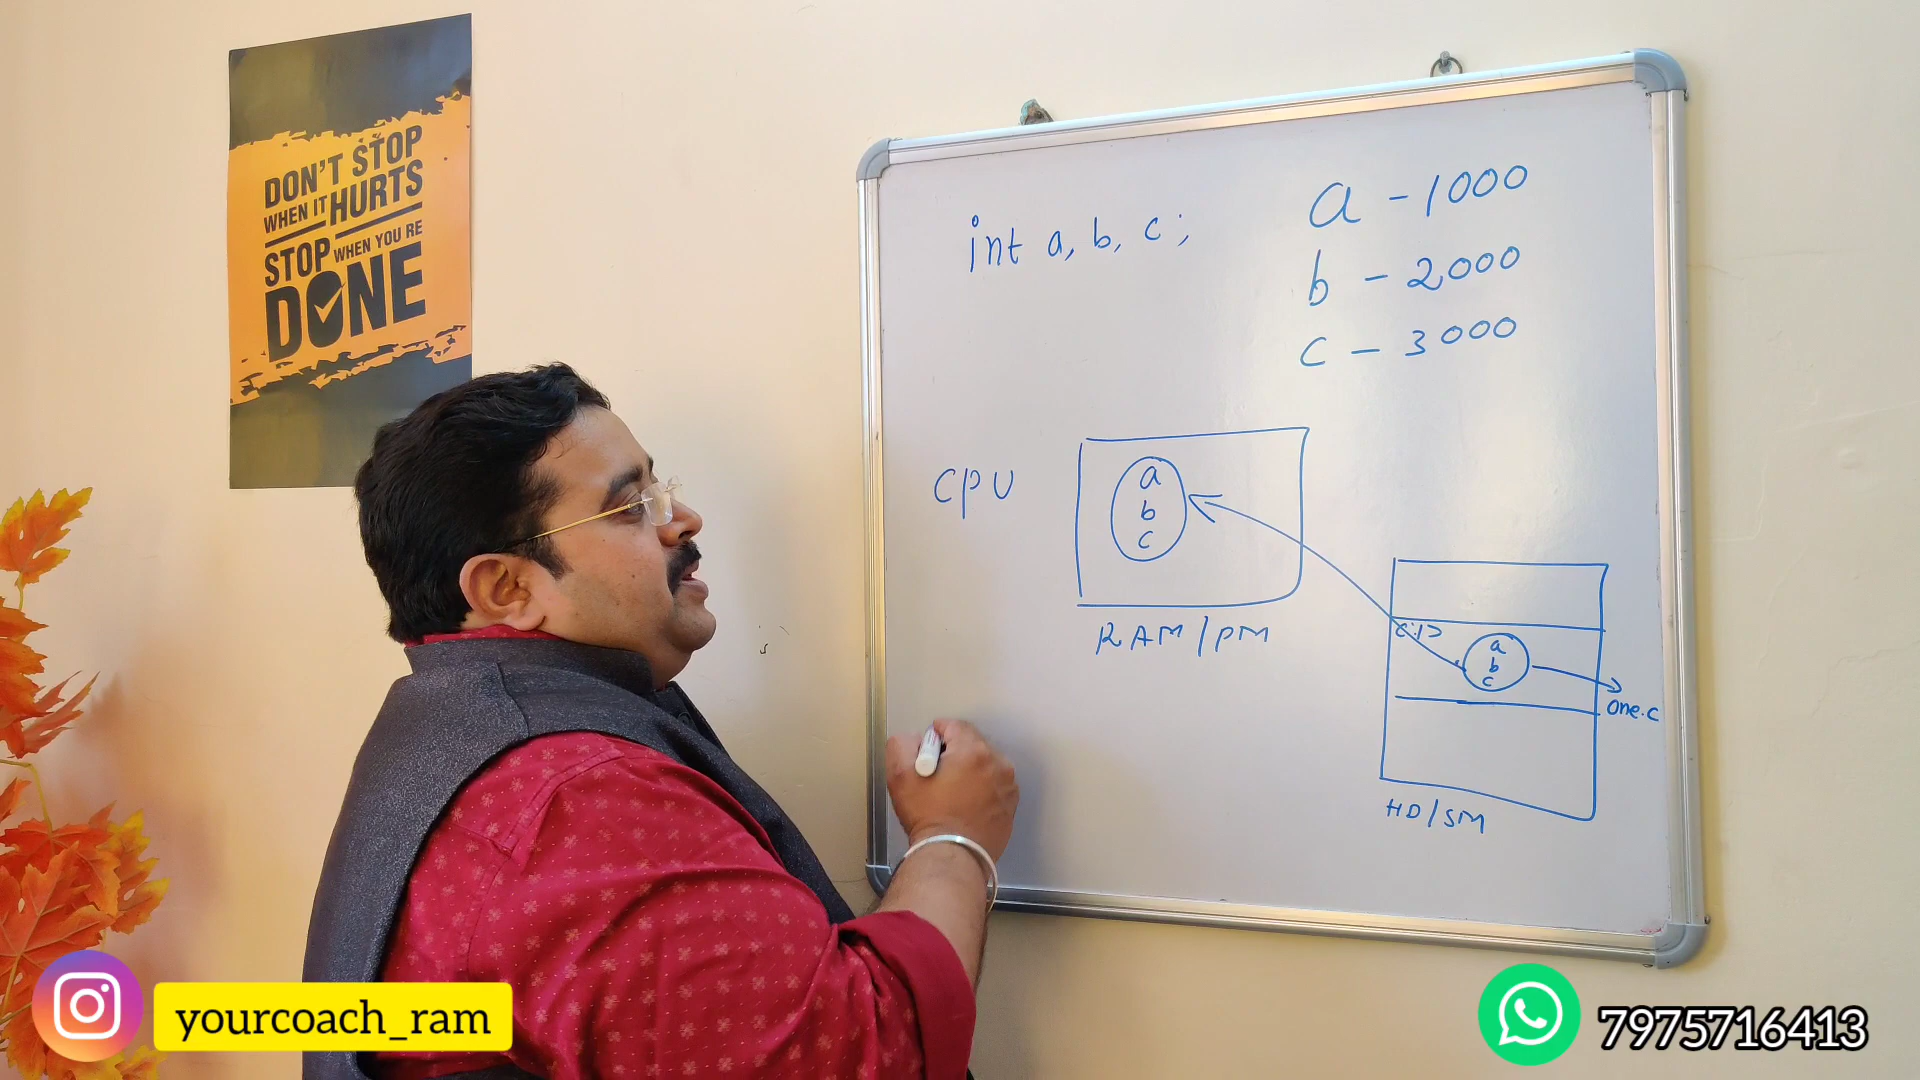 DON'T STOP
WHEN IT HURTS
STOP WHEN YOU RE
DONE
int a, b, c ;
a - 1000
b - 2000
c - 3000
CPU
a
b
c
RAM/PM
a
b
c
One.c
HD/SM
yourcoach_ram
7975716413